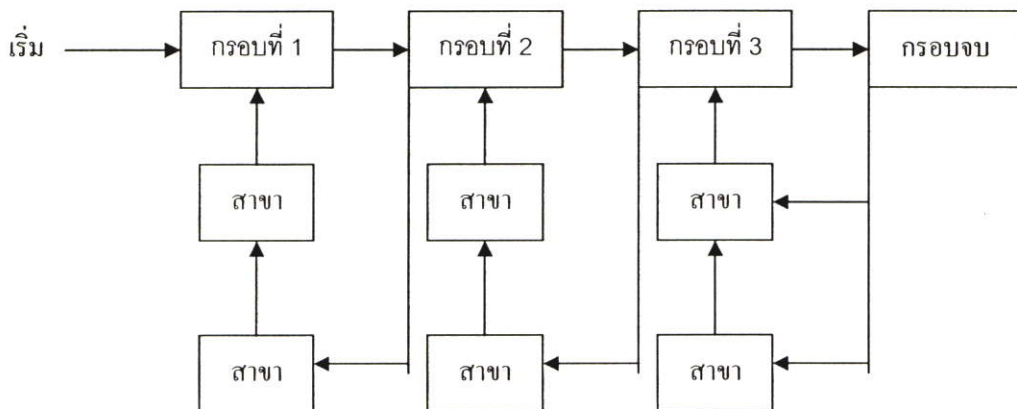 เริ่ม กรอบที่ 1 กรอบที่ 2 กรอบที่ 3 กรอบจบ
สาขา สาขา สาขา
สาขา สาขา สาขา